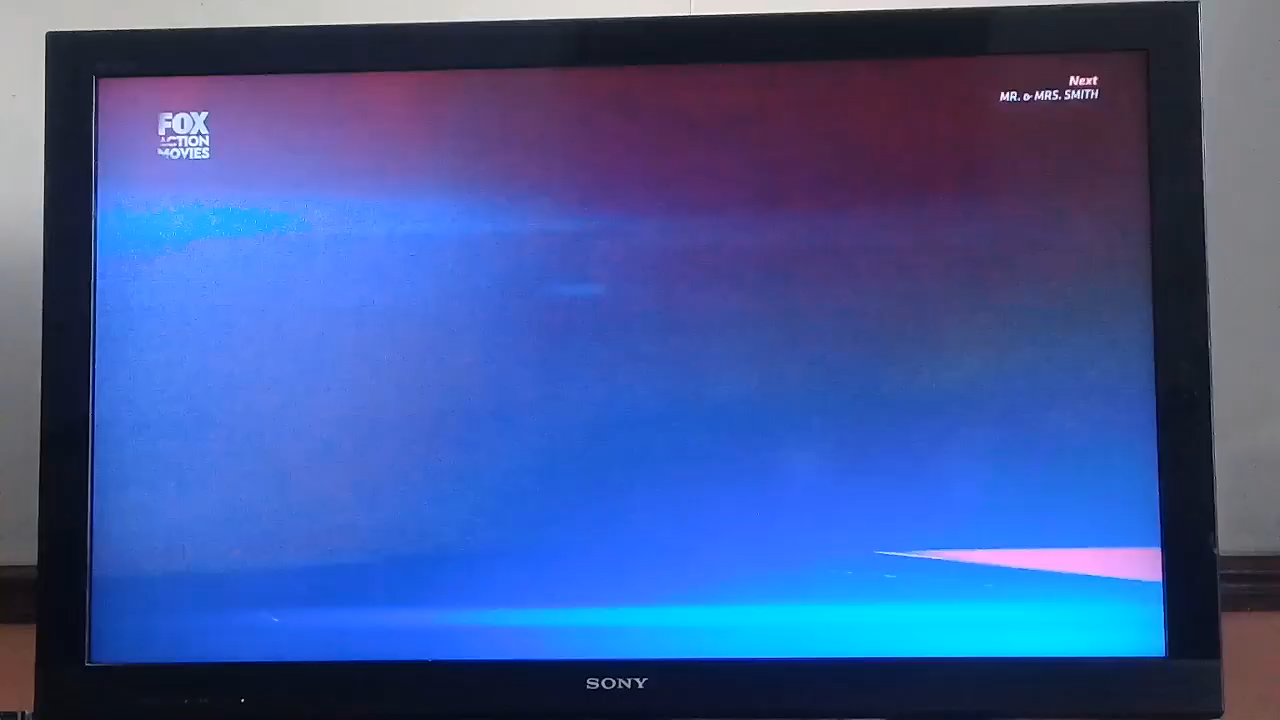 Next
MR. & MRS. SMITH
FOX
ACTION
MOVIES
SONY